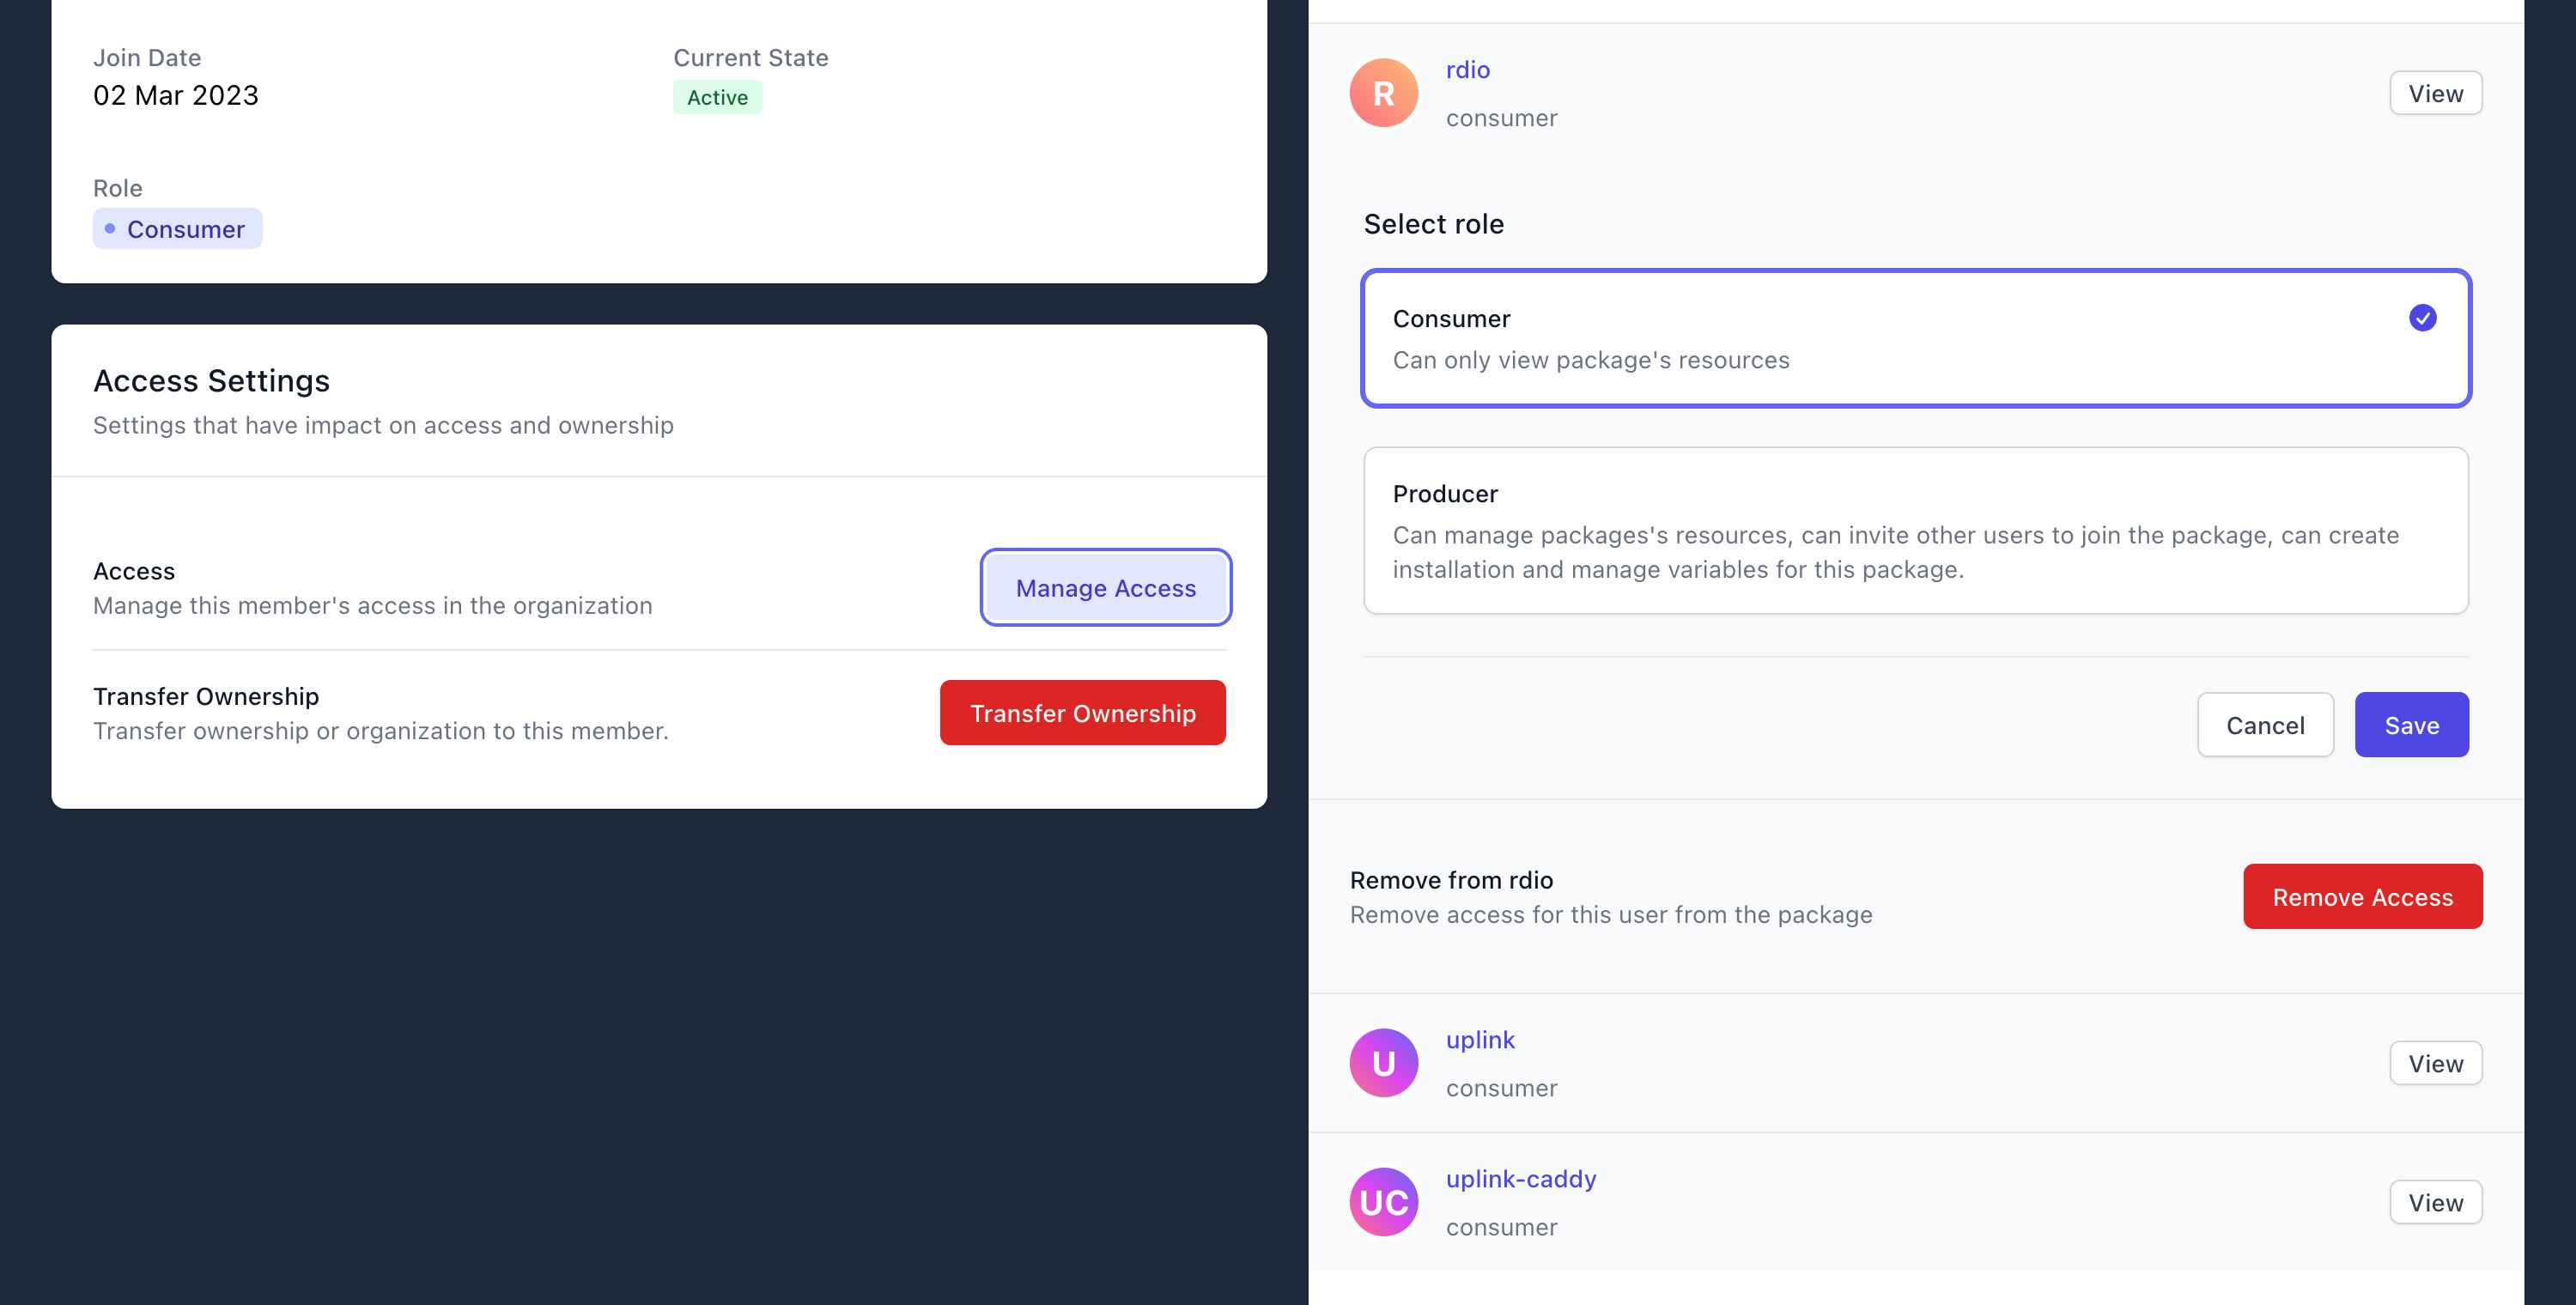 Join Date
02 Mar 2023
Current State
Active
Role
Consumer
Access Settings
Settings that have impact on access and ownership
Access
Manage this member's access in the organization
Manage Access
Transfer Ownership
Transfer ownership or organization to this member.
Transfer Ownership
R
rdio
consumer
View
Select role
Consumer
Can only view package's resources
Producer
Can manage packages's resources, can invite other users to join the package, can create
installation and manage variables for this package.
Cancel
Save
Remove from rdio
Remove access for this user from the package
Remove Access
U
uplink
consumer
View
UC
uplink-caddy
consumer
View